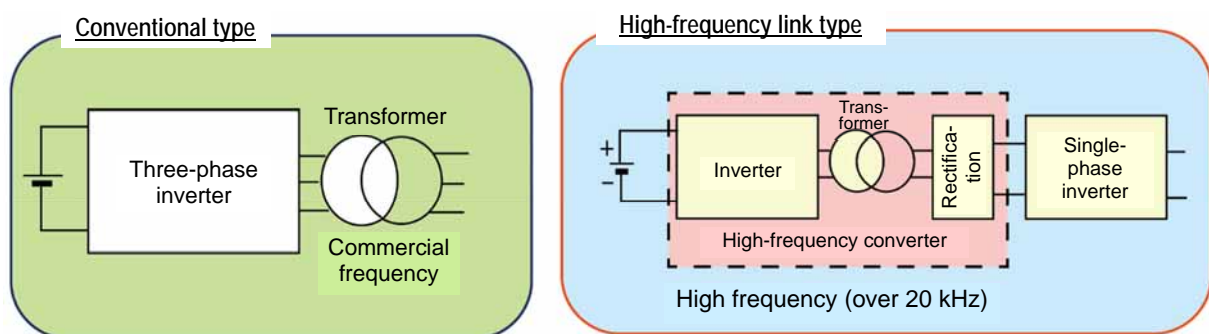 Conventional type
Three-phase
inverter
Transformer
Commercial
frequency
High-frequency link type
+
−
Inverter
Trans-
former
Rectifica-
tion
High-frequency converter
Single-
phase
inverter
High frequency (over 20 kHz)